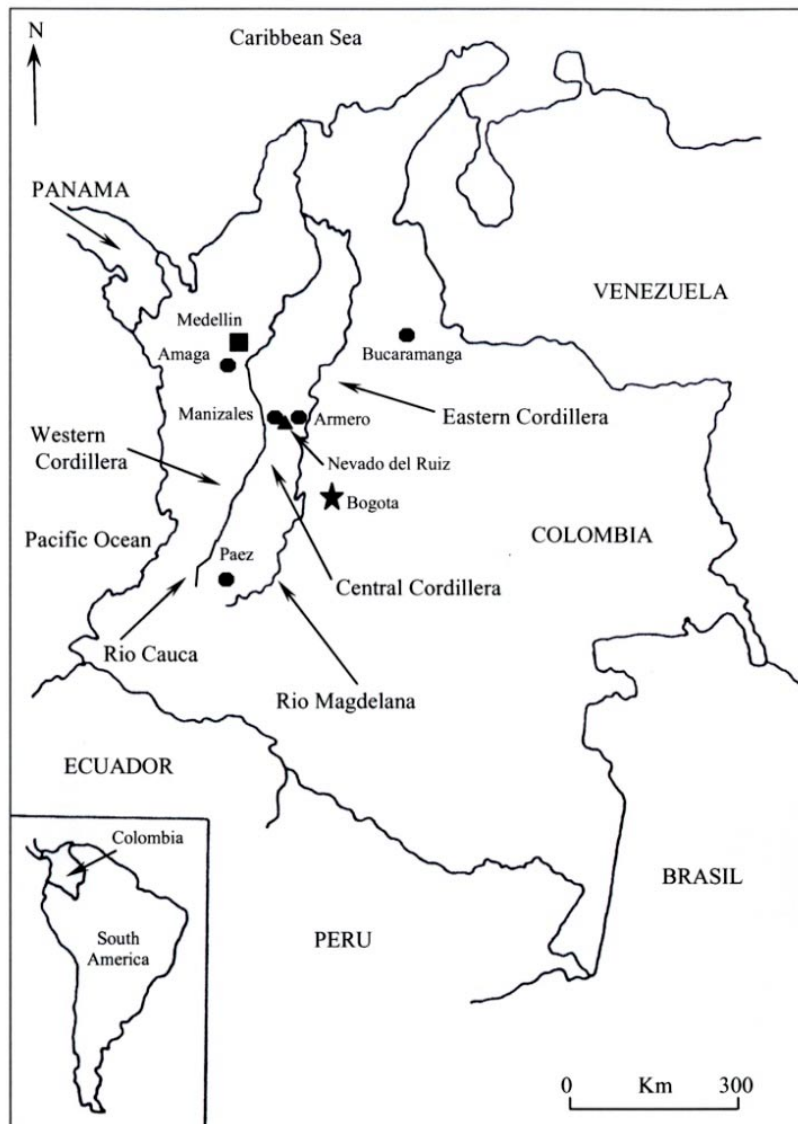 N
Caribbean Sea
PANAMA
VENEZUELA
Medellin
Amaga
Bucaramanga
Manizales
Armero
Eastern Cordillera
Western
Cordillera
Nevado del Ruiz
Bogota
Pacific Ocean
COLOMBIA
Paez
Central Cordillera
Rio Cauca
Rio Magdelana
ECUADOR
Colombia
BRASIL
South
America
PERU
0 Km 300